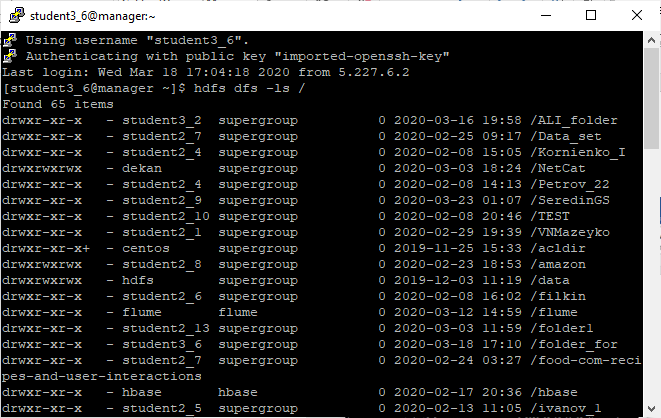 student3_6@manager:~
Using username "student3_6".
Authenticating with public key "imported-openssh-key"
Last login: Wed Mar 18 17:04:18 2020 from 5.227.6.2
[student3_6@manager ~]$ hdfs dfs -ls /
Found 65 items
drwxr-xr-x   - student3_2  supergroup          0 2020-03-16 19:58 /ALI_folder
drwxr-xr-x   - student2_7  supergroup          0 2020-02-25 09:17 /Data_set
drwxr-xr-x   - student2_4  supergroup          0 2020-02-08 15:05 /Kornienko_I
drwxrwxrwx   - dekan       supergroup          0 2020-03-03 18:24 /NetCat
drwxr-xr-x   - student2_4  supergroup          0 2020-02-08 14:13 /Petrov_22
drwxr-xr-x   - student2_9  supergroup          0 2020-03-23 01:07 /SeredinGS
drwxr-xr-x   - student2_10 supergroup          0 2020-02-08 20:46 /TEST
drwxr-xr-x   - student2_1  supergroup          0 2020-02-29 19:39 /VNMazeyko
drwxr-xr-x+  - centos      supergroup          0 2019-11-25 15:33 /acldir
drwxrwxrwx   - student2_8  supergroup          0 2020-02-23 18:53 /amazon
drwxrwxrwx   - hdfs        supergroup          0 2019-12-03 11:19 /data
drwxr-xr-x   - student2_6  supergroup          0 2020-02-08 16:02 /filkin
drwxr-xr-x   - flume       flume               0 2020-03-12 14:59 /flume
drwxr-xr-x   - student2_13 supergroup          0 2020-03-03 11:59 /folder1
drwxr-xr-x   - student3_6  supergroup          0 2020-03-18 17:10 /folder_for
drwxr-xr-x   - student2_7  supergroup          0 2020-02-24 03:27 /food-com-reci
pes-and-user-interactions
drwxr-xr-x   - hbase       hbase               0 2020-02-17 20:36 /hbase
drwxr-xr-x   - student2_5  supergroup          0 2020-02-13 11:05 /ivanov_1